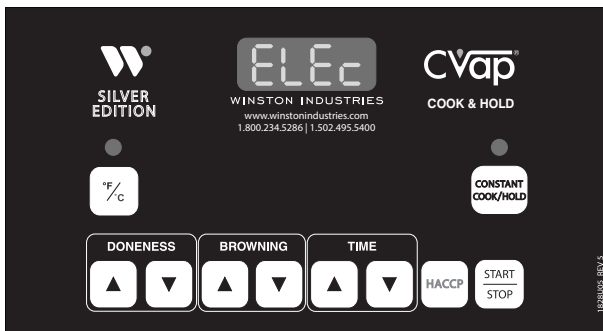 ELEc
SILVER
EDITION
WINSTON INDUSTRIES
www.winstonindustries.com
1.800.234.5286 | 1.502.495.5400
CVap®
COOK & HOLD
°F/°C
CONSTANT
COOK/HOLD
DONENESS
BROWNING
TIME
HACCP
START
STOP
1828U05 REV 5